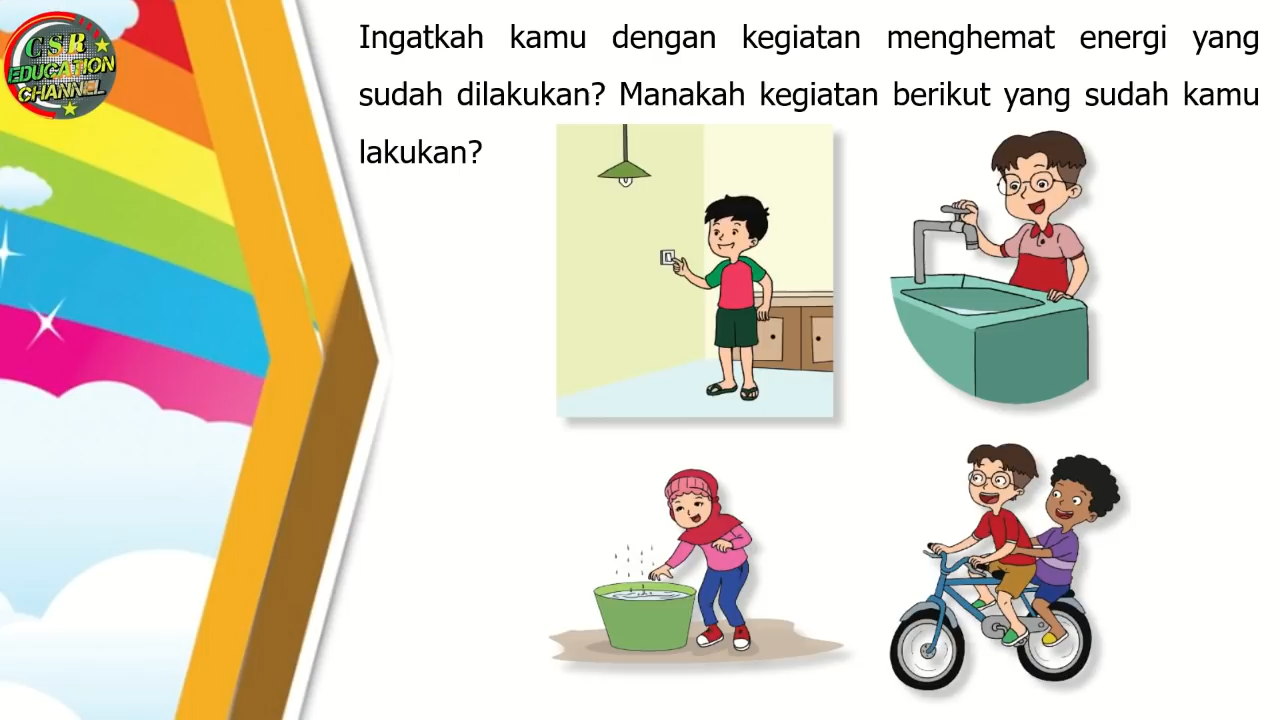 CSR
EDUCATION
CHANNEL
Ingatkah kamu dengan kegiatan menghemat energi yang
sudah dilakukan? Manakah kegiatan berikut yang sudah kamu
lakukan?